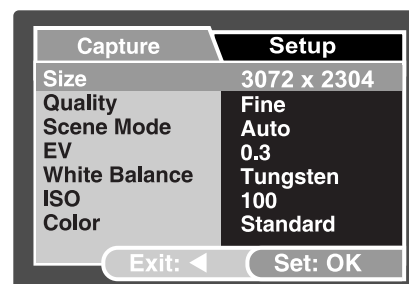 Capture Setup
Size 3072 x 2304
Quality Fine
Scene Mode Auto
EV 0.3
White Balance Tungsten
ISO 100
Color Standard
Exit: ◀ Set: OK